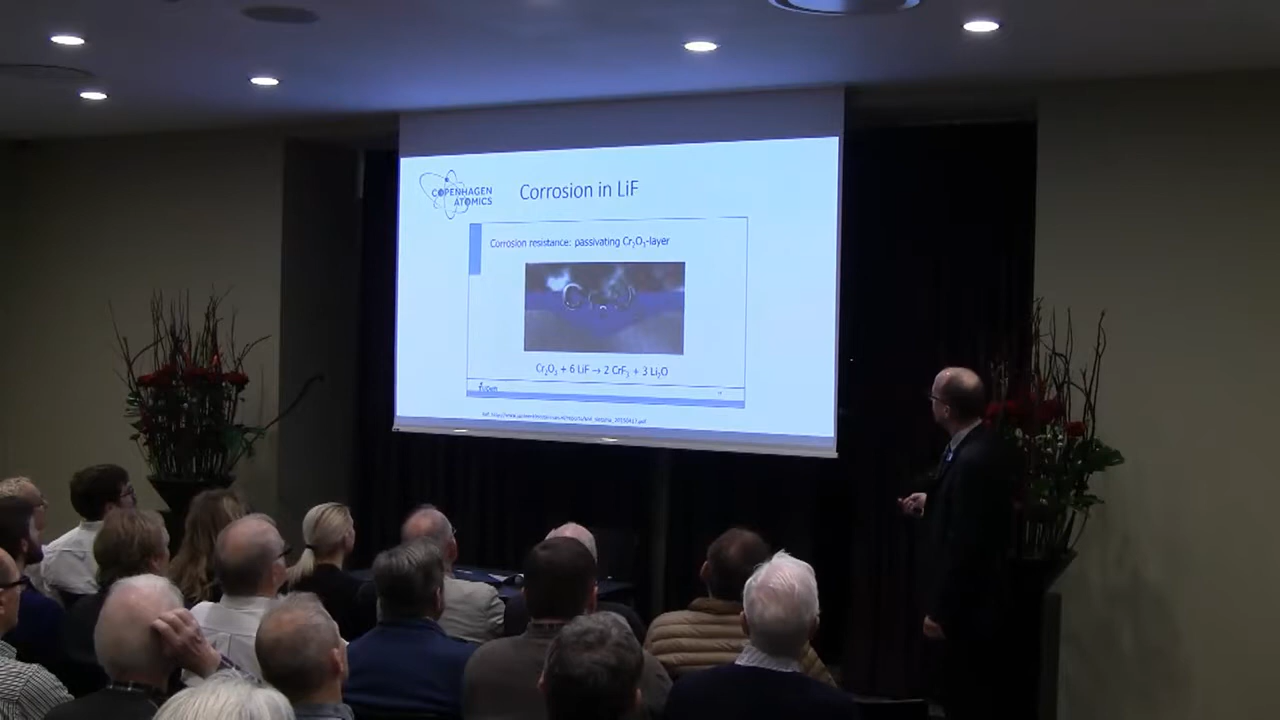 COPENHAGEN
ATOMICS
Corrosion in LiF
Corrosion resistance: passivating Cr₂O₃-layer
Cr₂O₃ + 6 LiF → 2 CrF₃ + 3 Li₂O